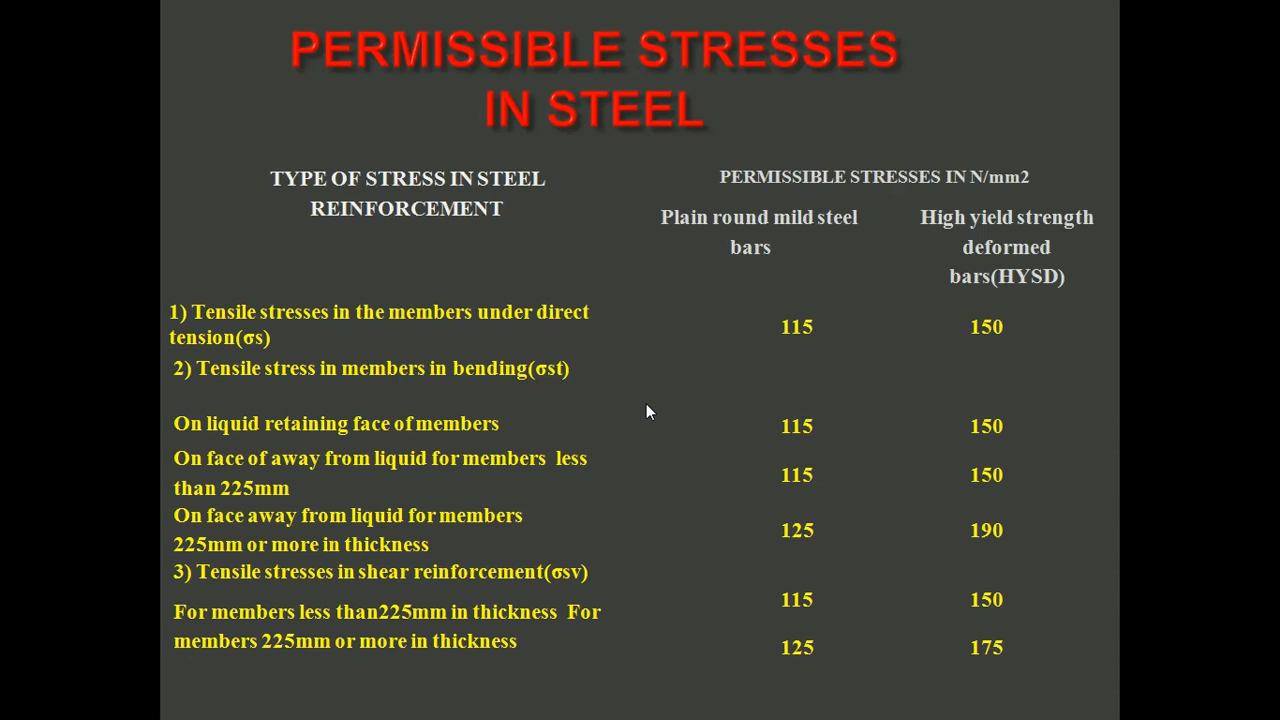 PERMISSIBLE STRESSES
IN STEEL
TYPE OF STRESS IN STEEL
REINFORCEMENT
PERMISSIBLE STRESSES IN N/mm2
Plain round mild steel
bars
High yield strength
deformed
bars(HYSD)
1) Tensile stresses in the members under direct
tension(σs)
115
150
2) Tensile stress in members in bending(σst)
On liquid retaining face of members
115
150
On face of away from liquid for members less
than 225mm
115
150
On face away from liquid for members
225mm or more in thickness
125
190
3) Tensile stresses in shear reinforcement(σsv)
For members less than225mm in thickness For
members 225mm or more in thickness
115
150
125
175